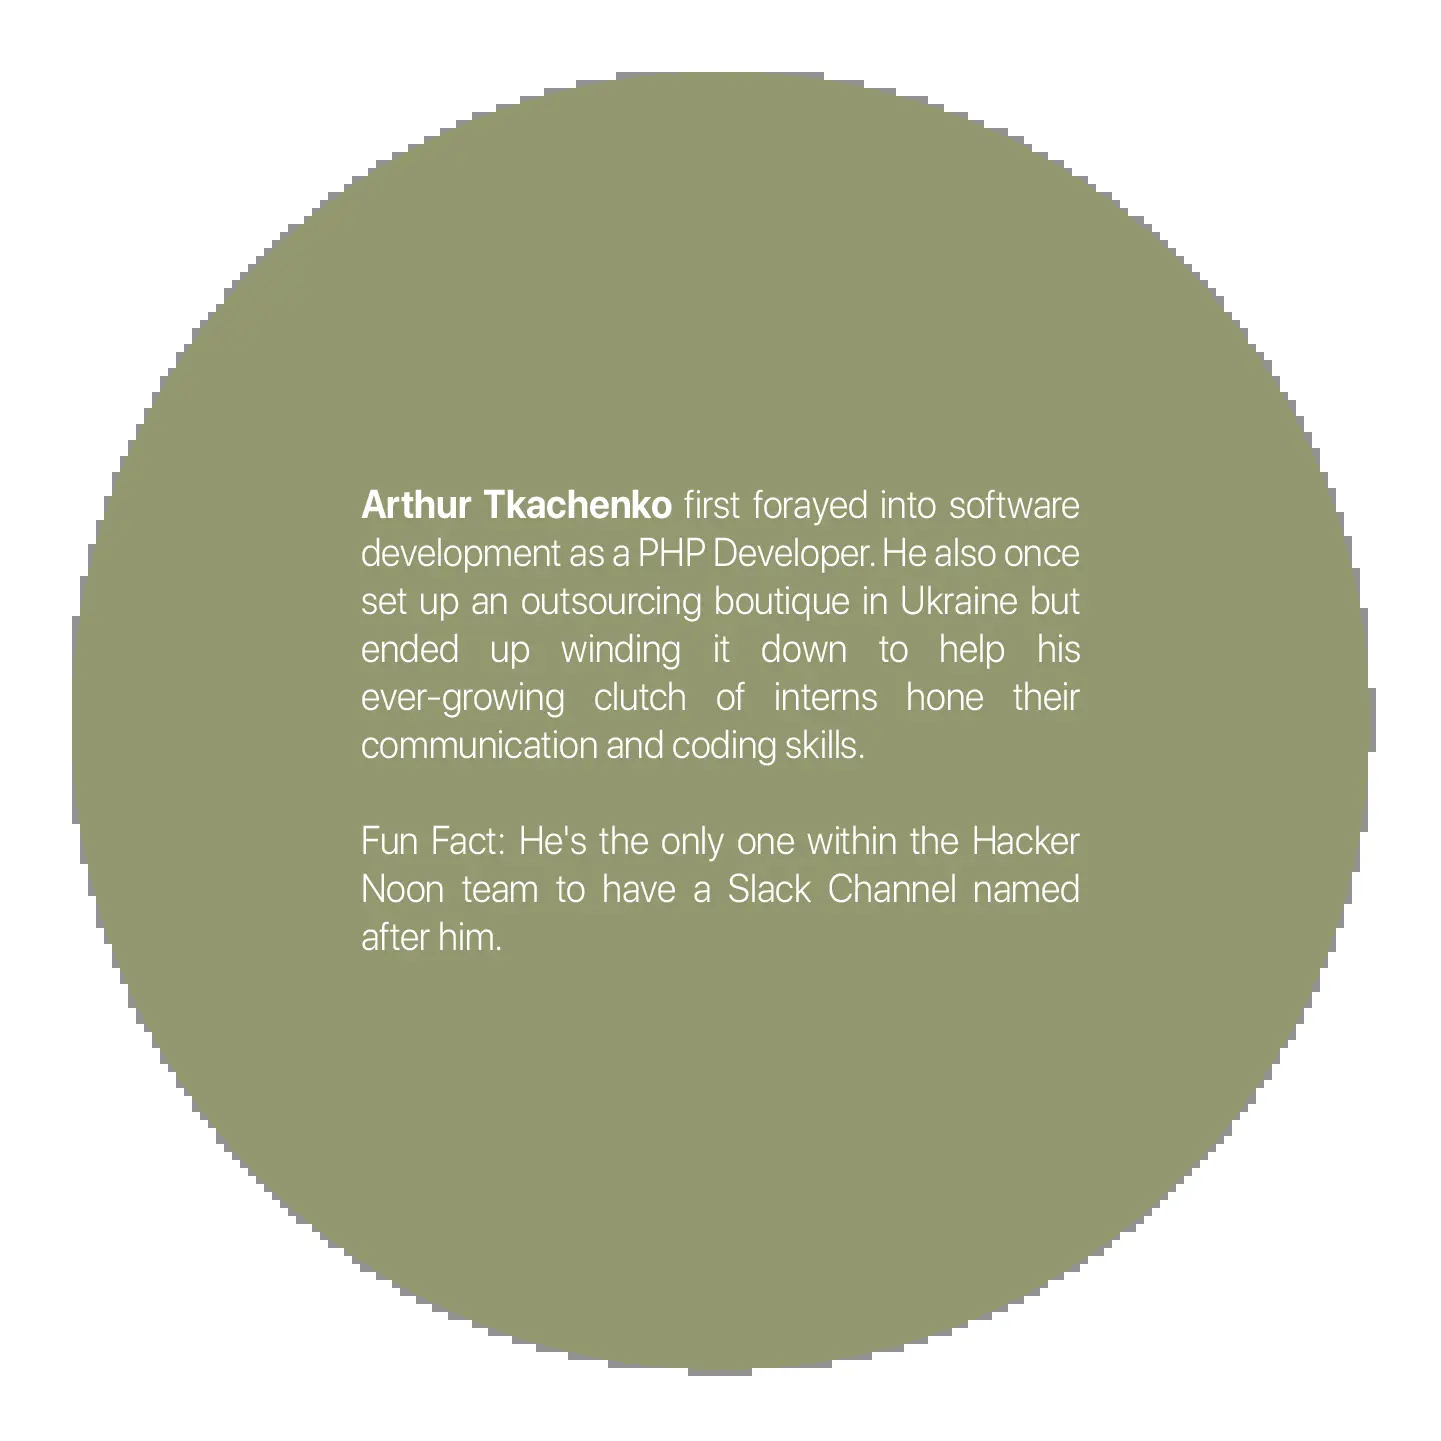 Arthur Tkachenko first forayed into software
development as a PHP Developer. He also once
set up an outsourcing boutique in Ukraine but
ended up winding it down to help his
ever-growing clutch of interns hone their
communication and coding skills.
Fun Fact: He's the only one within the Hacker
Noon team to have a Slack Channel named
after him.